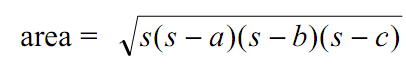 area = √s(s − a)(s − b)(s − c)